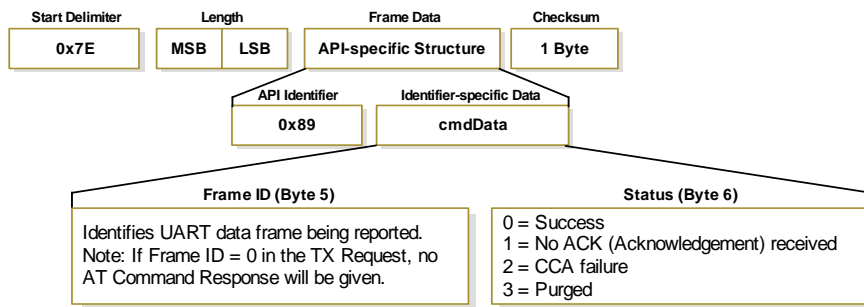 Start Delimiter
Length
Frame Data
Checksum
0x7E
MSB
LSB
API-specific Structure
1 Byte
API Identifier
Identifier-specific Data
0x89
cmdData
Frame ID (Byte 5)
Status (Byte 6)
Identifies UART data frame being reported.
Note: If Frame ID = 0 in the TX Request, no
AT Command Response will be given.
0 = Success
1 = No ACK (Acknowledgement) received
2 = CCA failure
3 = Purged